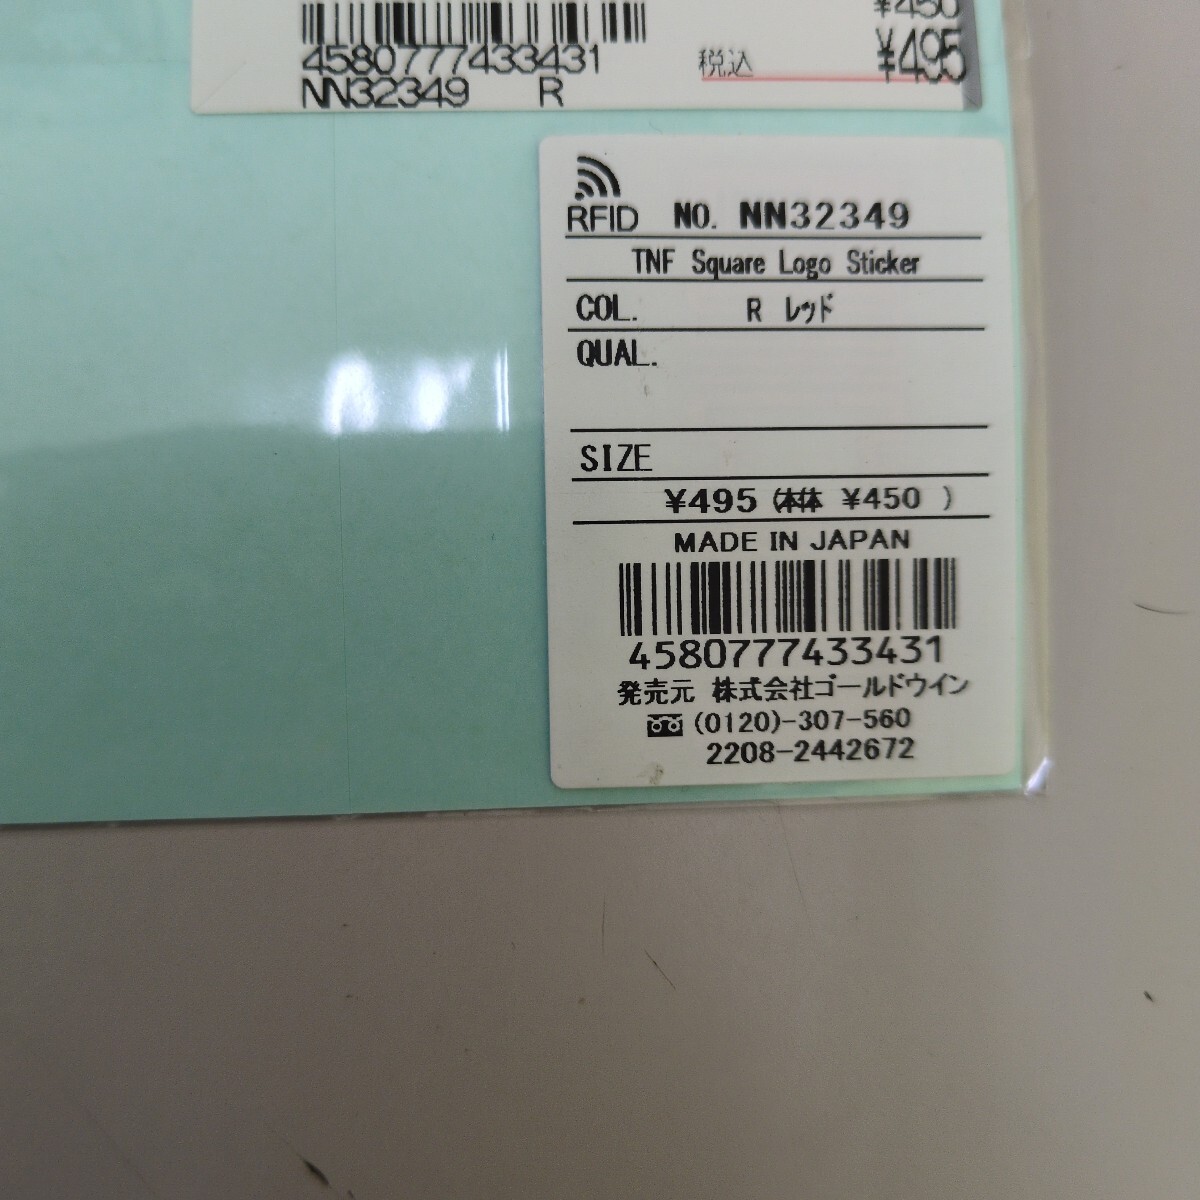 ¥450
4580777433431
税込 ¥495
NN32349 R
RFID NO. NN32349
TNF Square Logo Sticker
COL. R レッド
QUAL.
SIZE
¥495 (本体 ¥450 )
MADE IN JAPAN
4580777433431
発売元 株式会社ゴールドウイン
(0120)-307-560
2208-2442672